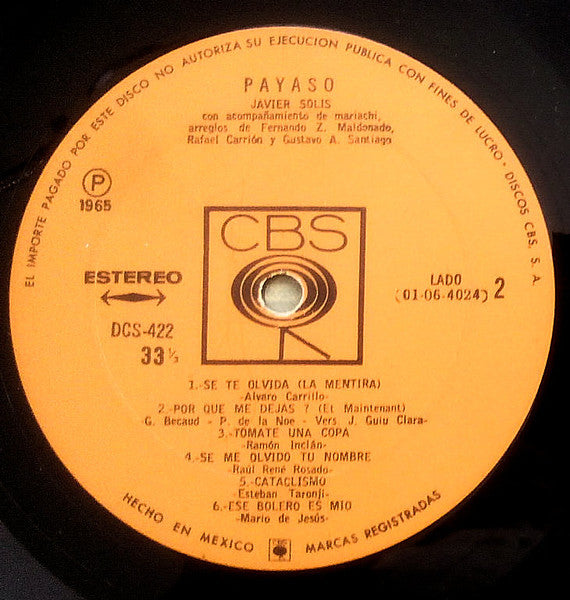 EL IMPORTE PAGADO POR ESTE DISCO NO AUTORIZA SU EJECUCION PUBLICA CON FINES DE LUCRO · DISCOS CBS, S. A.
PAYASO
JAVIER SOLIS
con acompañamiento de mariachi,
arreglos de Fernando Z. Maldonado,
Rafael Carrión y Gustavo A. Santiago
P
1965
CBS
ESTEREO
LADO
(01-06-4024) 2
DCS-422
33 1/3
1.-SE TE OLVIDA (LA MENTIRA)
-Alvaro Carrillo-
2.-POR QUE ME DEJAS ? (Et Maintenant)
-G. Becaud - P. de la Noe - Vers. J. Guiu Clara-
3.-TOMATE UNA COPA
-Ramón Inclán-
4.-SE ME OLVIDO TU NOMBRE
-Raúl René Rosado-
5.-CATACLISMO
-Esteban Taronji-
6.-ESE BOLERO ES MIO
-Mario de Jesús-
HECHO EN MEXICO
CBS
MARCAS REGISTRADAS